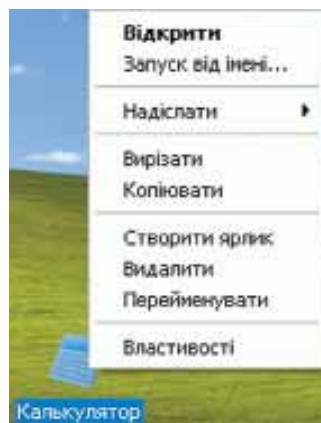 Відкрити
Запуск від імені...
Надіслати
Вирізати
Копіювати
Створити ярлик
Видалити
Перейменувати
Властивості
Калькулятор